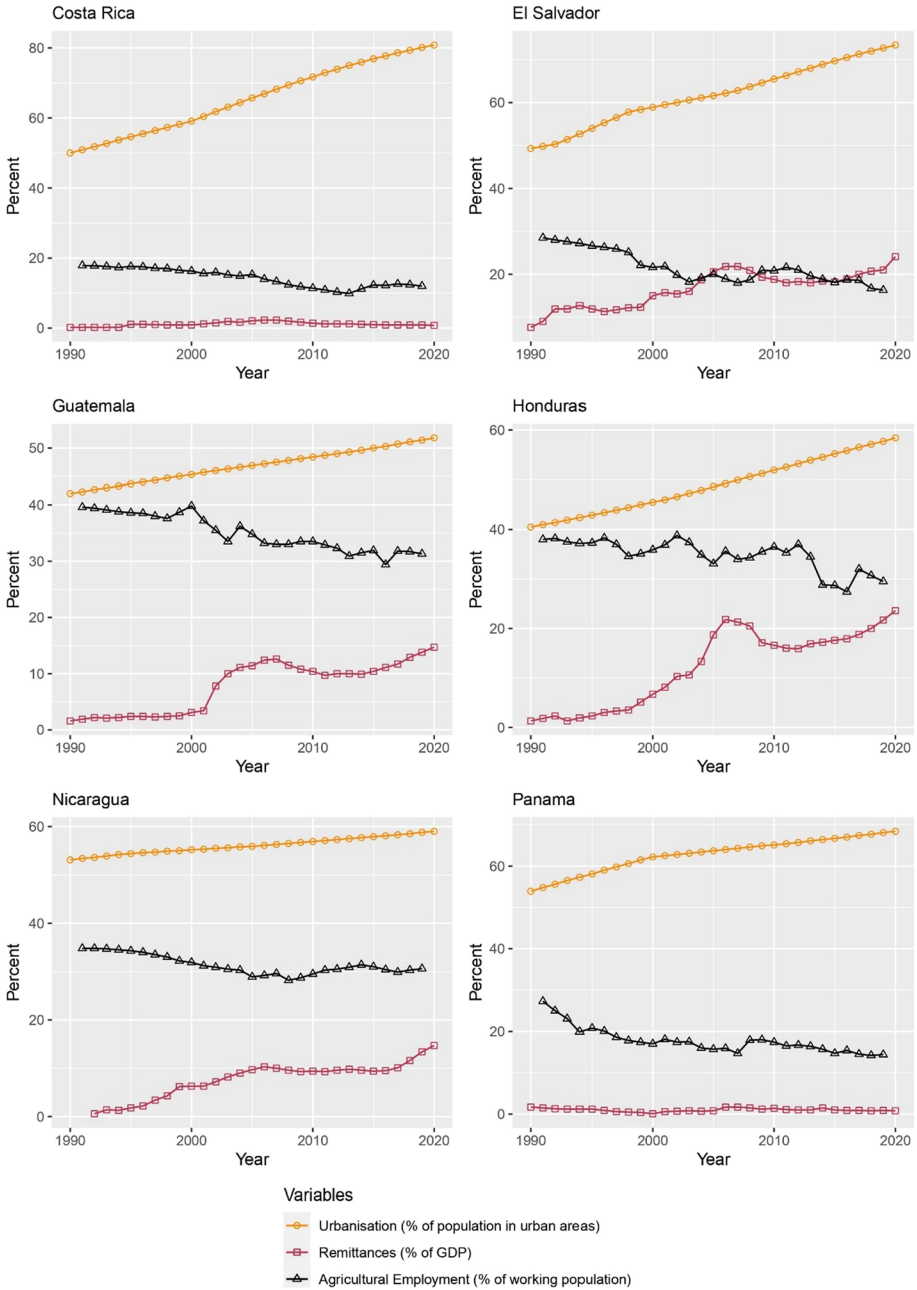 Costa Rica
80
60
40
20
0
Percent
1990
2000
2010
2020
Year
El Salvador
60
40
20
Percent
1990
2000
2010
2020
Year
Guatemala
50
40
30
20
10
0
Percent
1990
2000
2010
2020
Year
Honduras
60
40
20
0
Percent
1990
2000
2010
2020
Year
Nicaragua
60
40
20
0
Percent
1990
2000
2010
2020
Year
Panama
60
40
20
0
Percent
1990
2000
2010
2020
Year
Variables
Urbanisation (% of population in urban areas)
Remittances (% of GDP)
Agricultural Employment (% of working population)